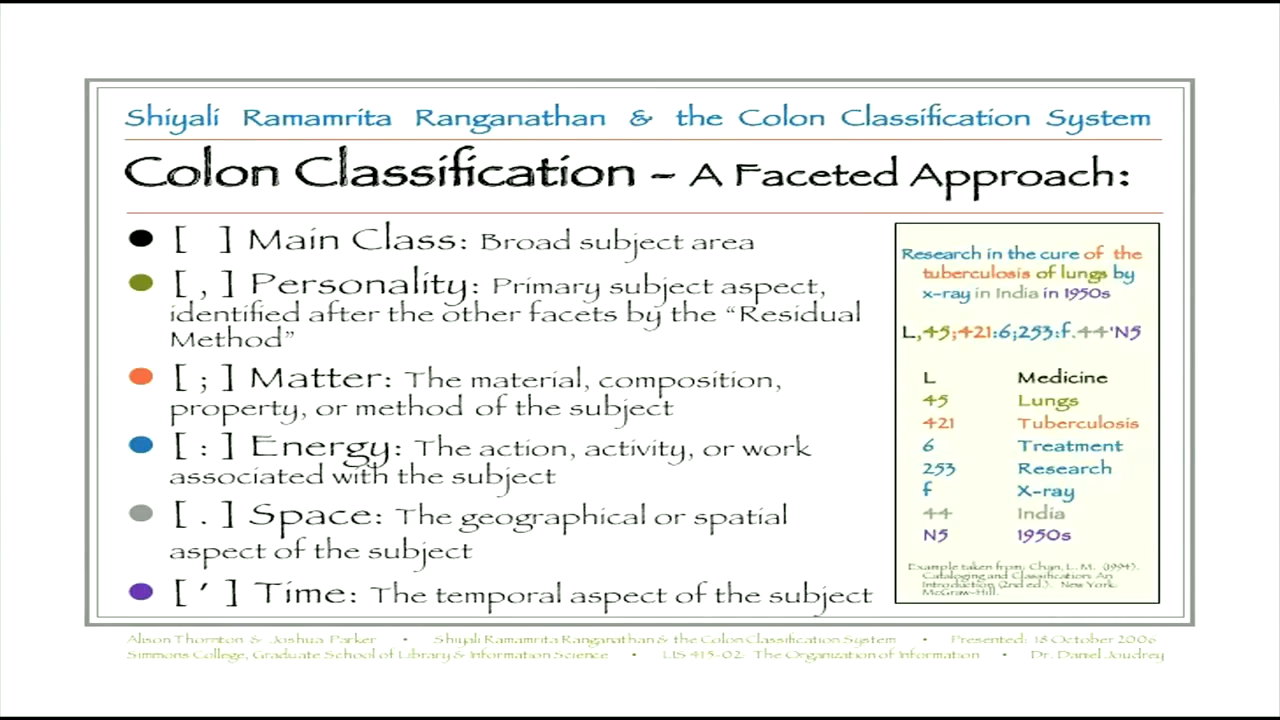 Shiyali Ramamrita Ranganathan & the Colon Classification System
Colon Classification ~ A Faceted Approach:
[ ] Main Class: Broad subject area
[ , ] Personality: Primary subject aspect,
identified after the other facets by the “Residual
Method”
[ ; ] Matter: The material, composition,
property, or method of the subject
[ : ] Energy: The action, activity, or work
associated with the subject
[ . ] Space: The geographical or spatial
aspect of the subject
[ ′ ] Time: The temporal aspect of the subject
Research in the cure of the
tuberculosis of lungs by
x-ray in India in 1950s
L,45;421:6;253:f.44'N5
L Medicine
45 Lungs
421 Tuberculosis
6 Treatment
253 Research
f X-ray
44 India
N5 1950s
Example taken from: Chan, L. M. (1994).
Cataloging and Classification: An
Introduction (2nd ed.). New York:
McGraw-Hill.
Alison Thornton & Joshua Parker • Shiyali Ramamrita Ranganathan & the Colon Classification System • Presented: 18 October 2006
Simmons College, Graduate School of Library & Information Science • LIS 415-02: The Organization of Information • Dr. Daniel Joudrey